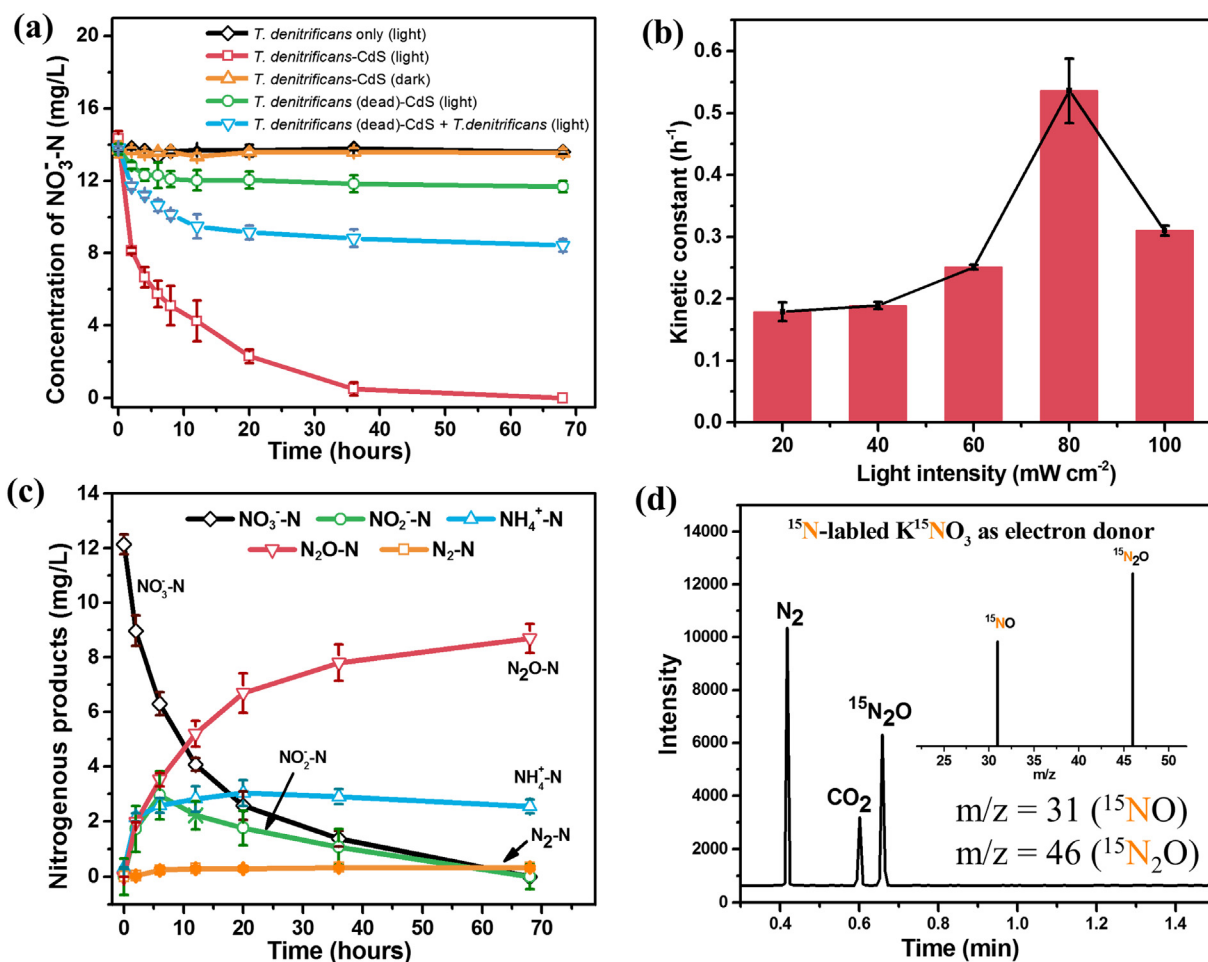 (a)
Concentration of NO₃⁻-N (mg/L)
20
16
12
8
4
0
T. denitrificans only (light)
T. denitrificans-CdS (light)
T. denitrificans-CdS (dark)
T. denitrificans (dead)-CdS (light)
T. denitrificans (dead)-CdS + T.denitrificans (light)
0 10 20 30 40 50 60 70
Time (hours)
(b)
Kinetic constant (h⁻¹)
0.6
0.5
0.4
0.3
0.2
0.1
0.0
20 40 60 80 100
Light intensity (mW cm⁻²)
(c)
Nitrogenous products (mg/L)
14
12
10
8
6
4
2
0
NO₃⁻-N NO₂⁻-N NH₄⁺-N
N₂O-N N₂-N
NO₃⁻-N
N₂O-N
NO₂⁻-N
NH₄⁺-N
N₂-N
0 10 20 30 40 50 60 70
Time (hours)
(d)
Intensity
14000
12000
10000
8000
6000
4000
2000
0
¹⁵N-labled K¹⁵NO₃ as electron donor
N₂
CO₂
¹⁵N₂O
¹⁵NO
¹⁵N₂O
25 30 35 40 45 50
m/z
m/z = 31 (¹⁵NO)
m/z = 46 (¹⁵N₂O)
0.4 0.6 0.8 1.0 1.2 1.4
Time (min)